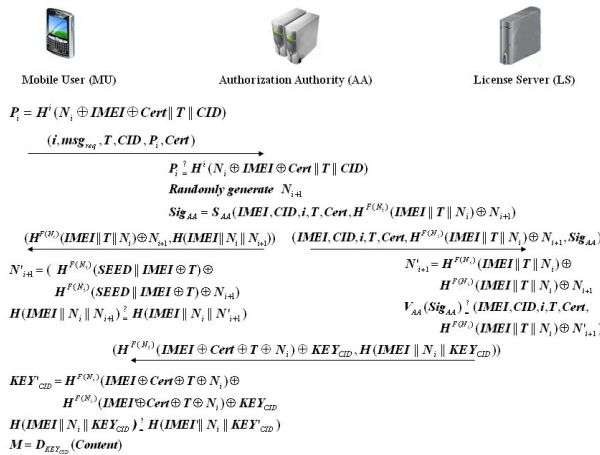 Mobile User (MU) Authorization Authority (AA) License Server (LS)
P_i = H^i(N_i ⊕ IMEI ⊕ Cert || T || CID)
(i, msg_req, T, CID, P_i, Cert)
P_i ?= H^i(N_i ⊕ IMEI ⊕ Cert || T || CID)
Randomly generate N_{i+1}
Sig_AA = S_AA(IMEI, CID, i, T, Cert, H^{F(N_i)}(IMEI || T || N_i) ⊕ N_{i+1})
(H^{F(N_i)}(IMEI || T || N_i) ⊕ N_{i+1}, H(IMEI || N_i || N_{i+1})) (IMEI, CID, i, T, Cert, H^{F(N_i)}(IMEI || T || N_i) ⊕ N_{i+1}, Sig_AA)
N'_{i+1} = ( H^{F(N_i)}(SEED || IMEI ⊕ T) ⊕ N'_{i+1} = H^{F(N_i)}(IMEI || T || N_i) ⊕
H^{F(N_i)}(SEED || IMEI ⊕ T) ⊕ N_{i+1}) H^{F(N_i)}(IMEI || T || N_i) ⊕ N_{i+1}
H(IMEI || N_i || N_{i+1}) ?= H(IMEI || N_i || N'_{i+1}) V_AA(Sig_AA) ?= (IMEI, CID, i, T, Cert,
H^{F(N_i)}(IMEI || T || N_i) ⊕ N'_{i+1})
(H^{F(N_i)}(IMEI ⊕ Cert ⊕ T ⊕ N_i) ⊕ KEY_CID, H(IMEI || N_i || KEY_CID))
KEY'_CID = H^{F(N_i)}(IMEI ⊕ Cert ⊕ T ⊕ N_i) ⊕
H^{F(N_i)}(IMEI' ⊕ Cert ⊕ T ⊕ N_i) ⊕ KEY_CID
H(IMEI || N_i || KEY_CID) ?= H(IMEI' || N_i || KEY'_CID)
M = D_{KEY_CID}(Content)